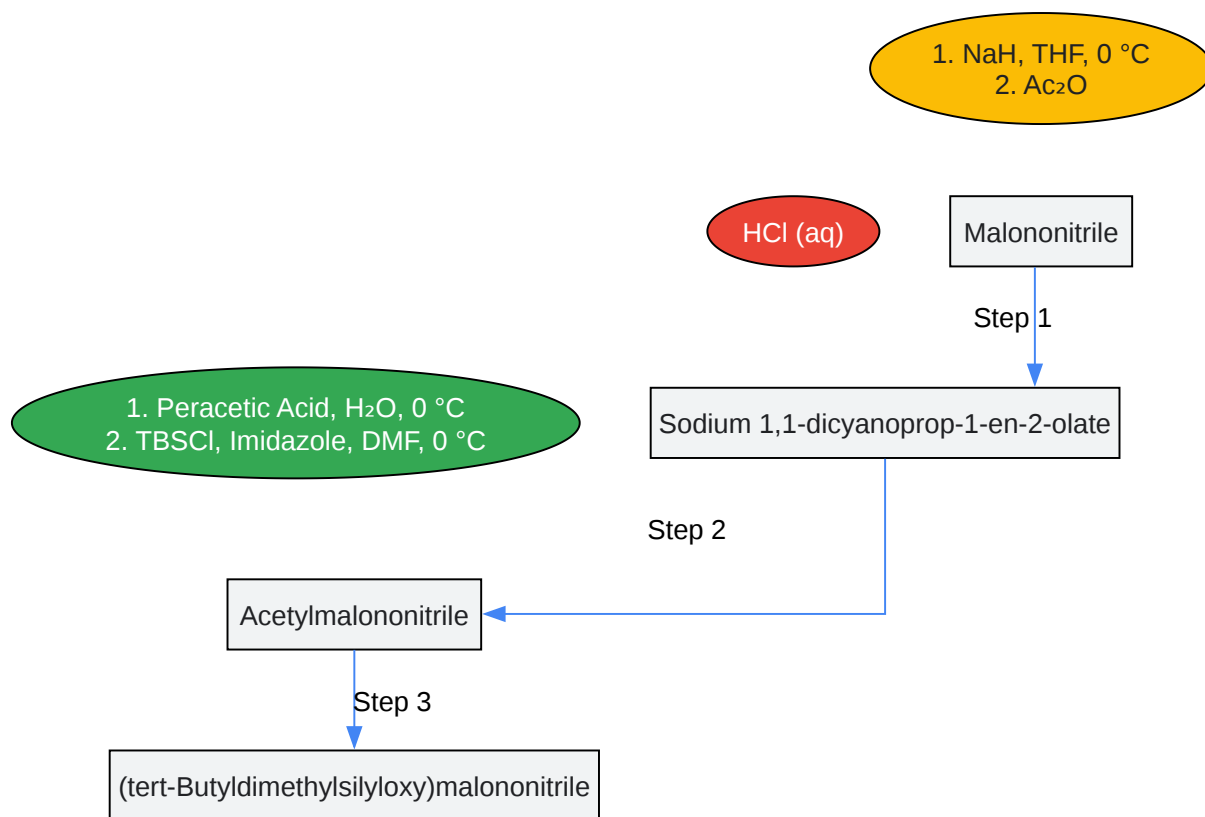 1. NaH, THF, 0 °C
2. Ac₂O
HCl (aq)
Malononitrile
Step 1
1. Peracetic Acid, H₂O, 0 °C
2. TBSCl, Imidazole, DMF, 0 °C
Sodium 1,1-dicyanoprop-1-en-2-olate
Step 2
Acetylmalononitrile
Step 3
(tert-Butyldimethylsilyloxy)malononitrile